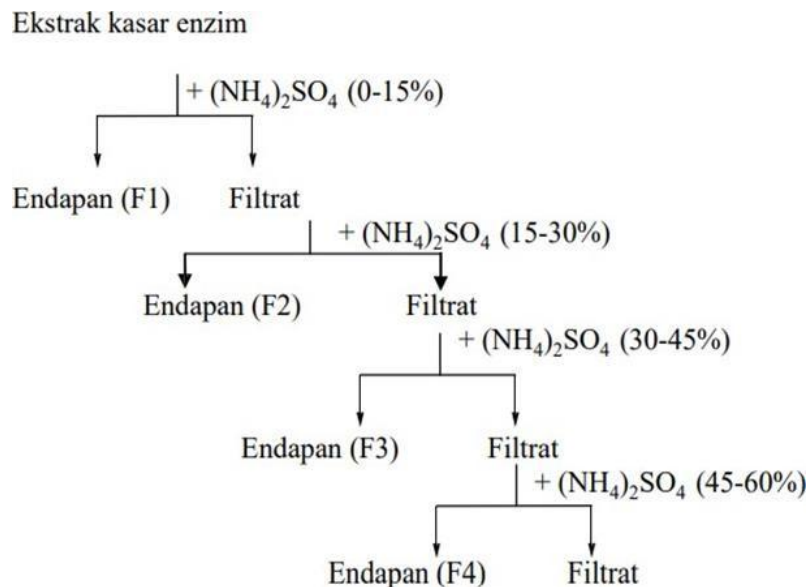 Ekstrak kasar enzim
+ (NH₄)₂SO₄ (0-15%)
Endapan (F1) Filtrat
+ (NH₄)₂SO₄ (15-30%)
Endapan (F2) Filtrat
+ (NH₄)₂SO₄ (30-45%)
Endapan (F3) Filtrat
+ (NH₄)₂SO₄ (45-60%)
Endapan (F4) Filtrat